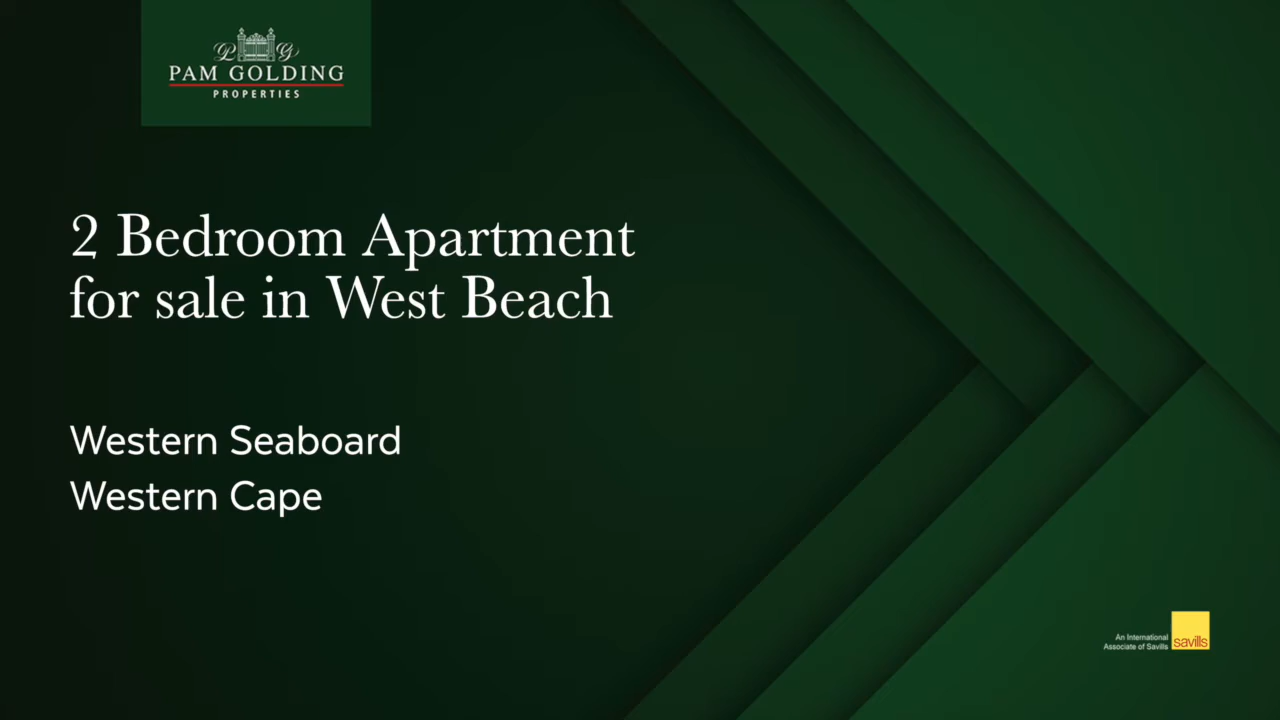 PG
PAM GOLDING
PROPERTIES
2 Bedroom Apartment
for sale in West Beach
Western Seaboard
Western Cape
An International
Associate of Savills
savills